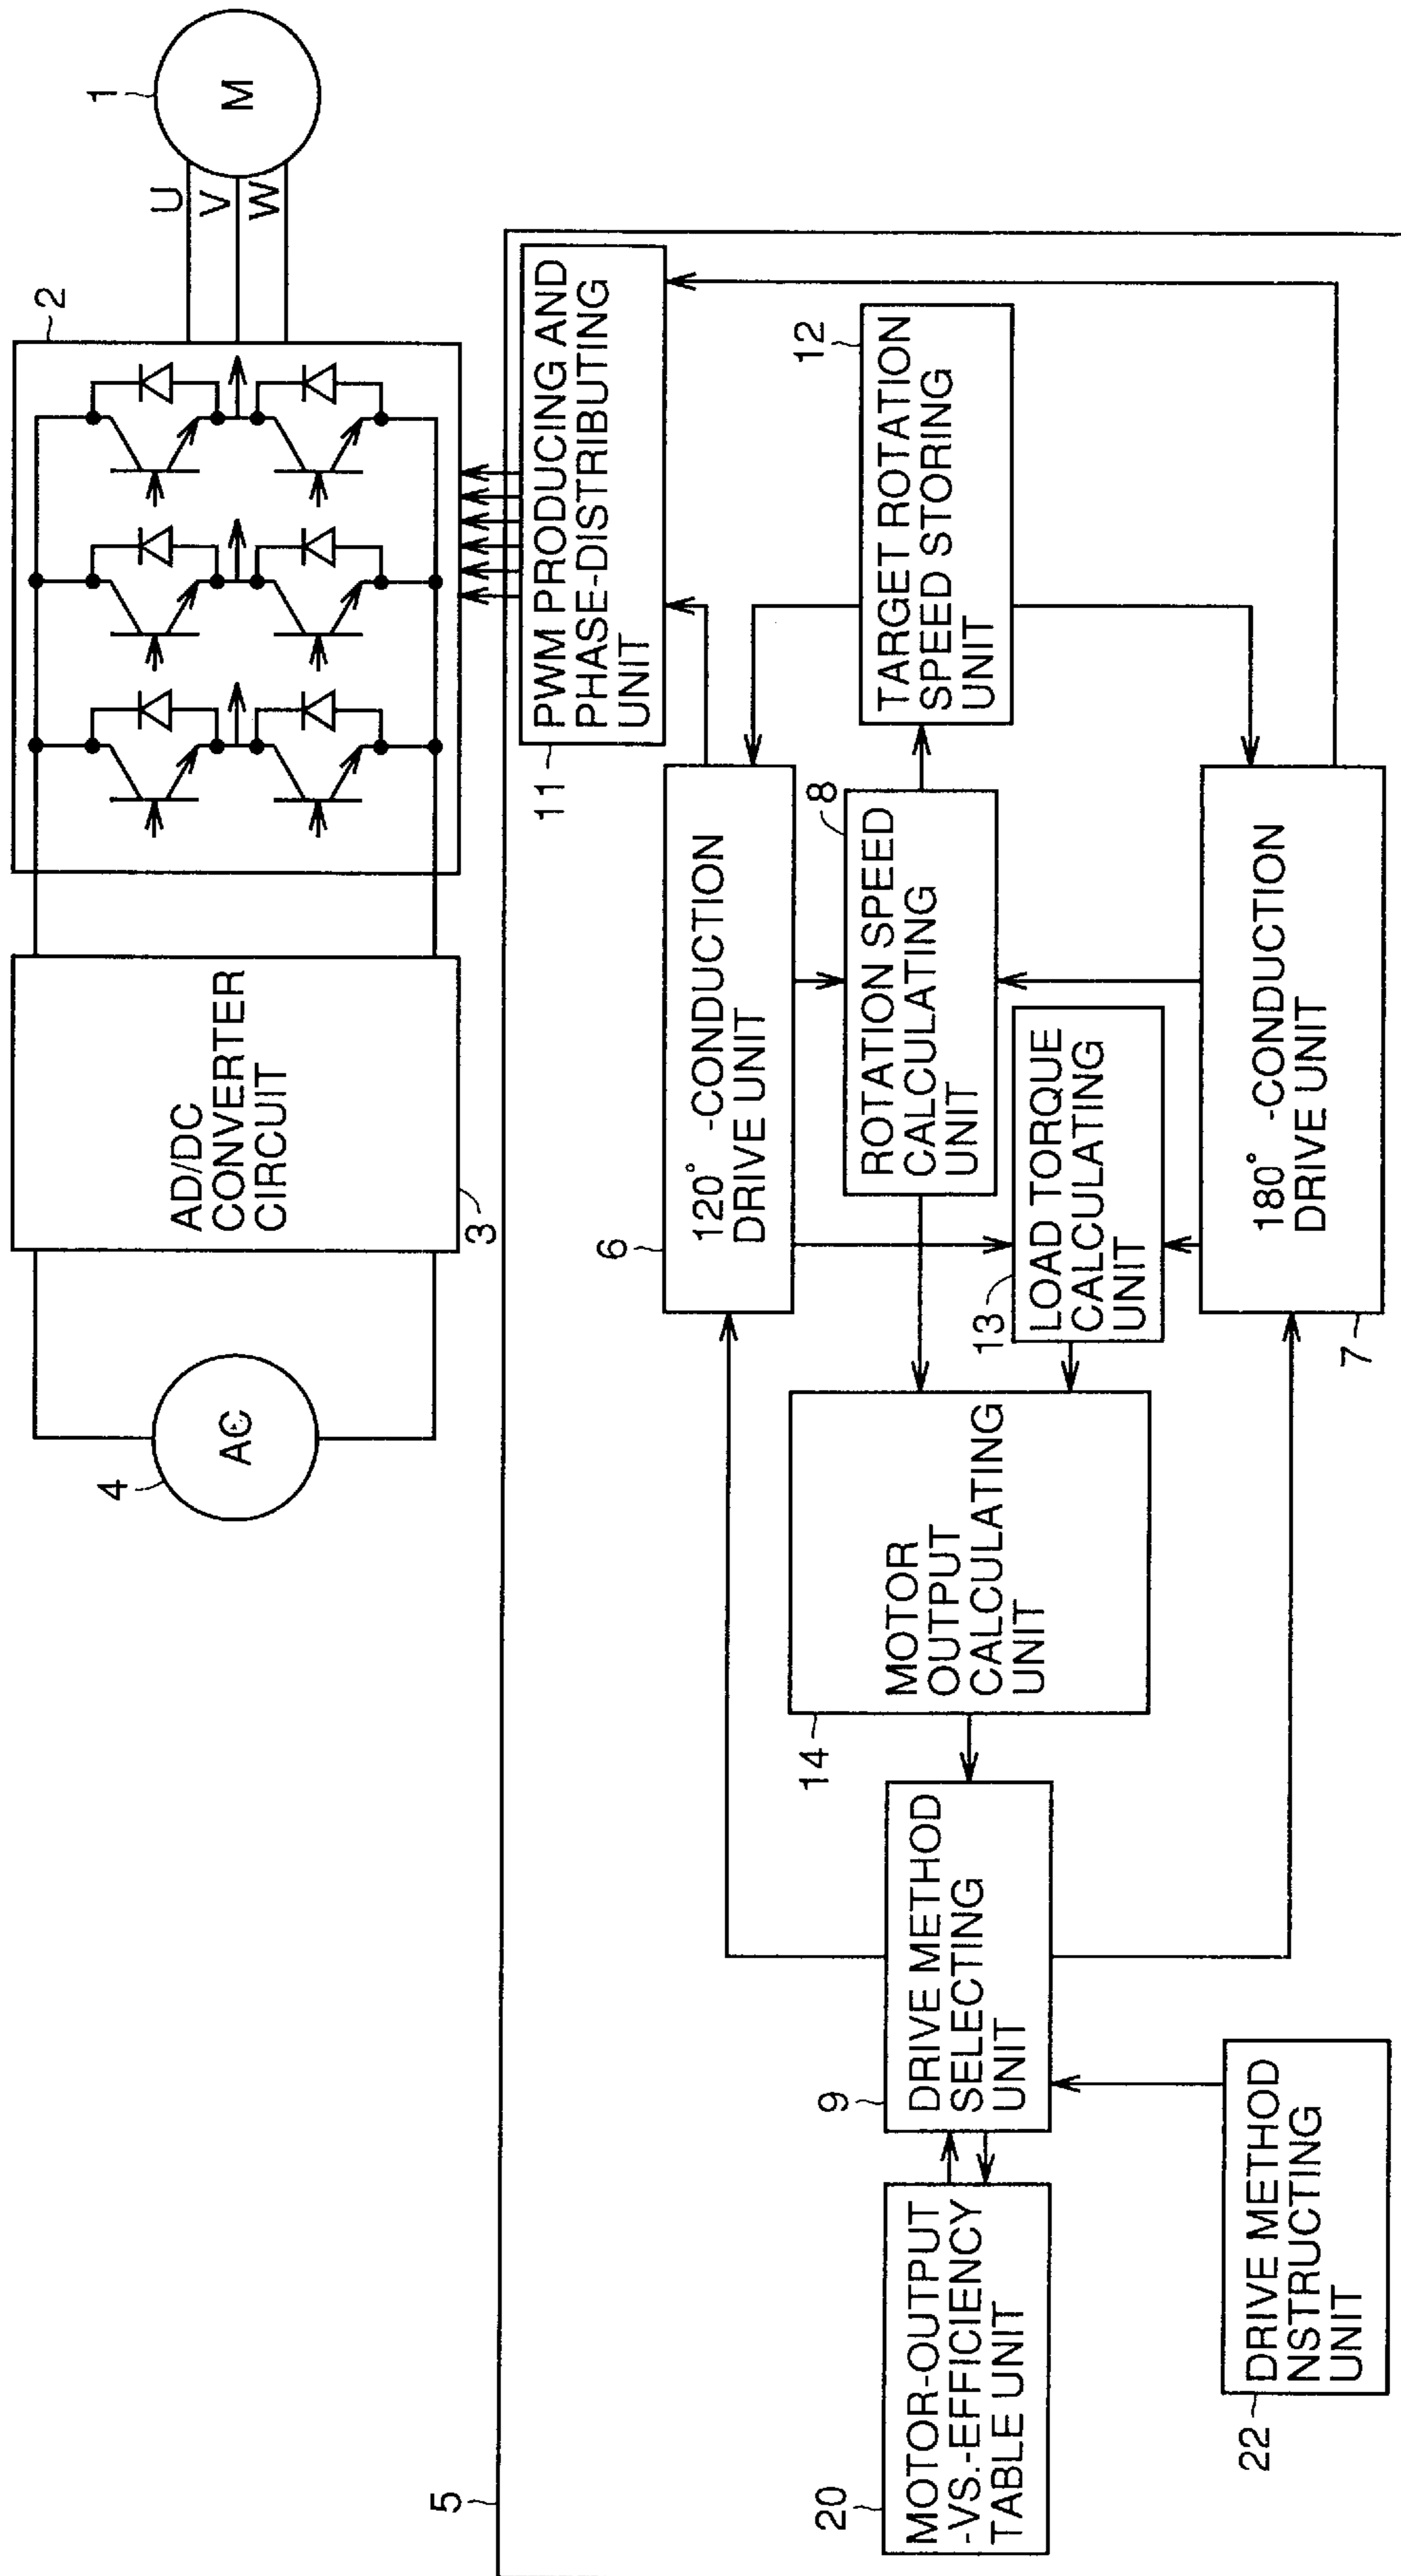 4
AC
3
AD/DC
CONVERTER
CIRCUIT
2
U
V
W
1
M
5
11
PWM PRODUCING AND
PHASE-DISTRIBUTING
UNIT
6
120° -CONDUCTION
DRIVE UNIT
12
TARGET ROTATION
SPEED STORING
UNIT
8
ROTATION SPEED
CALCULATING
UNIT
13
LOAD TORQUE
CALCULATING
UNIT
7
180° -CONDUCTION
DRIVE UNIT
14
MOTOR
OUTPUT
CALCULATING
UNIT
9
DRIVE METHOD
SELECTING
UNIT
20
MOTOR-OUTPUT
-VS.-EFFICIENCY
TABLE UNIT
22
DRIVE METHOD
NSTRUCTING
UNIT